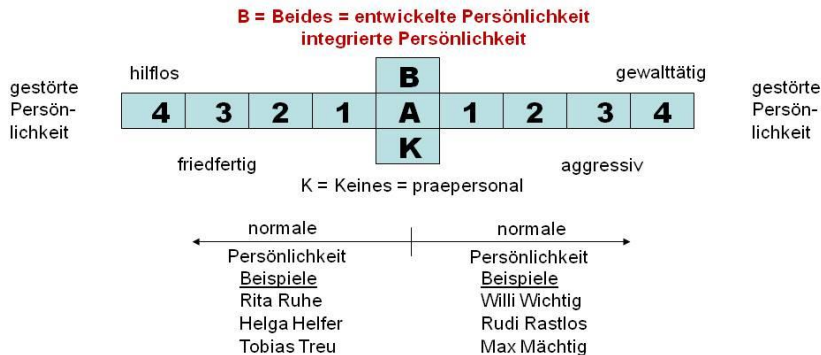 B = Beides = entwickelte Persönlichkeit
integrierte Persönlichkeit
hilflos
B
gewalttätig
gestörte
Persön-
lichkeit
4 3 2 1 A 1 2 3 4
gestörte
Persön-
lichkeit
K
friedfertig
aggressiv
K = Keines = praepersonal
normale
normale
Persönlichkeit
Beispiele
Rita Ruhe
Helga Helfer
Tobias Treu
Persönlichkeit
Beispiele
Willi Wichtig
Rudi Rastlos
Max Mächtig